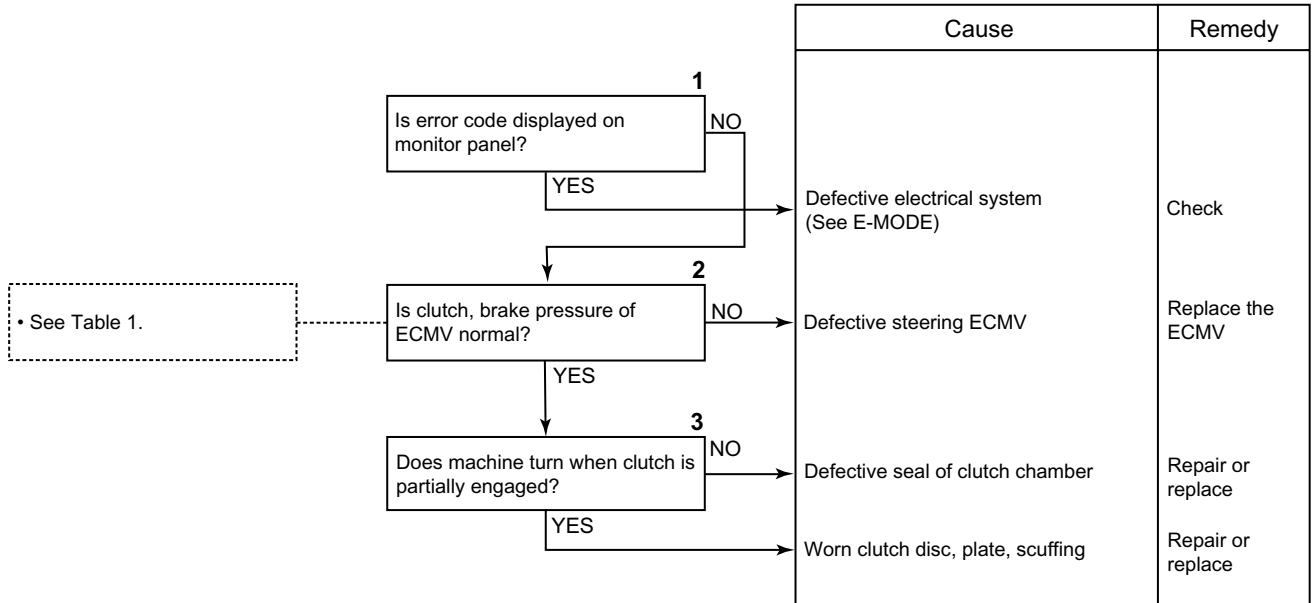 Cause
Remedy
1
Is error code displayed on
monitor panel?
NO
YES
Defective electrical system
(See E-MODE)
Check
• See Table 1.
2
Is clutch, brake pressure of
ECMV normal?
NO
Defective steering ECMV
Replace the
ECMV
YES
3
Does machine turn when clutch is
partially engaged?
NO
Defective seal of clutch chamber
Repair or
replace
YES
Worn clutch disc, plate, scuffing
Repair or
replace